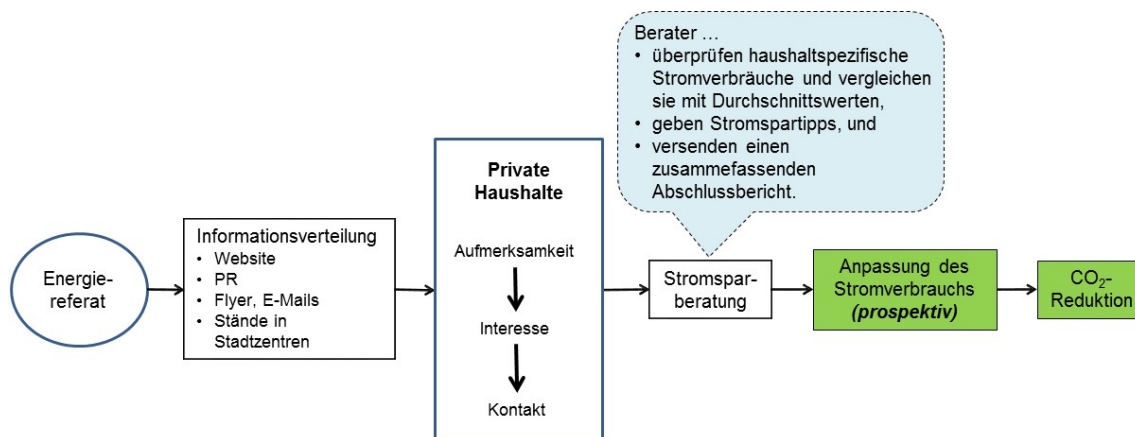 Berater …
• überprüfen haushaltspezifische
Stromverbräuche und vergleichen
sie mit Durchschnittswerten,
• geben Stromspartipps, und
• versenden einen
zusammefassenden
Abschlussbericht.
Energie-
referat
Informationsverteilung
• Website
• PR
• Flyer, E-Mails
• Stände in
Stadtzentren
Private
Haushalte
Aufmerksamkeit
Interesse
Kontakt
Stromspar-
beratung
Anpassung des
Stromverbrauchs
(prospektiv)
CO₂-
Reduktion